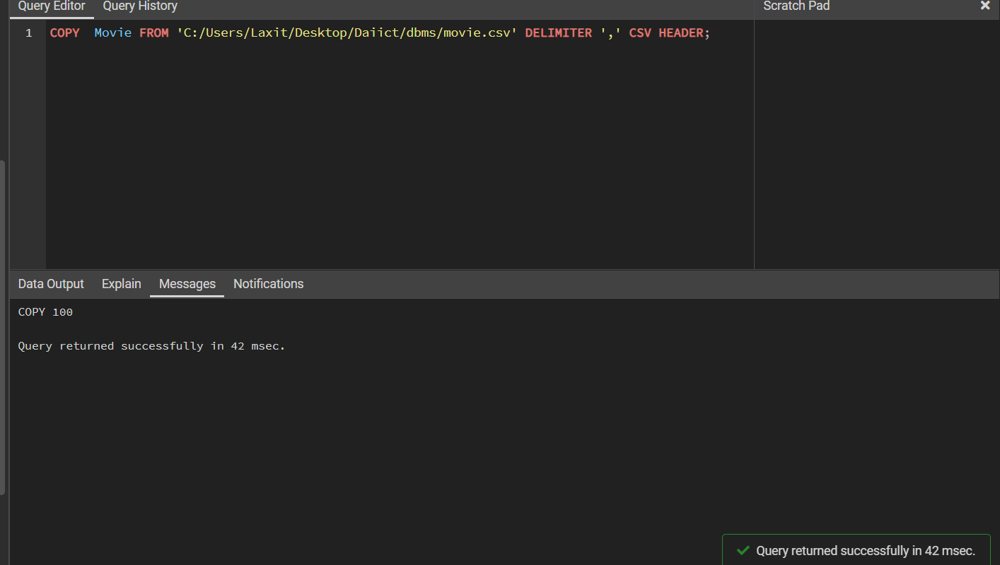 Query Editor Query History Scratch Pad
1 COPY  Movie FROM 'C:/Users/Laxit/Desktop/Daiict/dbms/movie.csv' DELIMITER ',' CSV HEADER;
Data Output Explain Messages Notifications
COPY 100
Query returned successfully in 42 msec.
Query returned successfully in 42 msec.